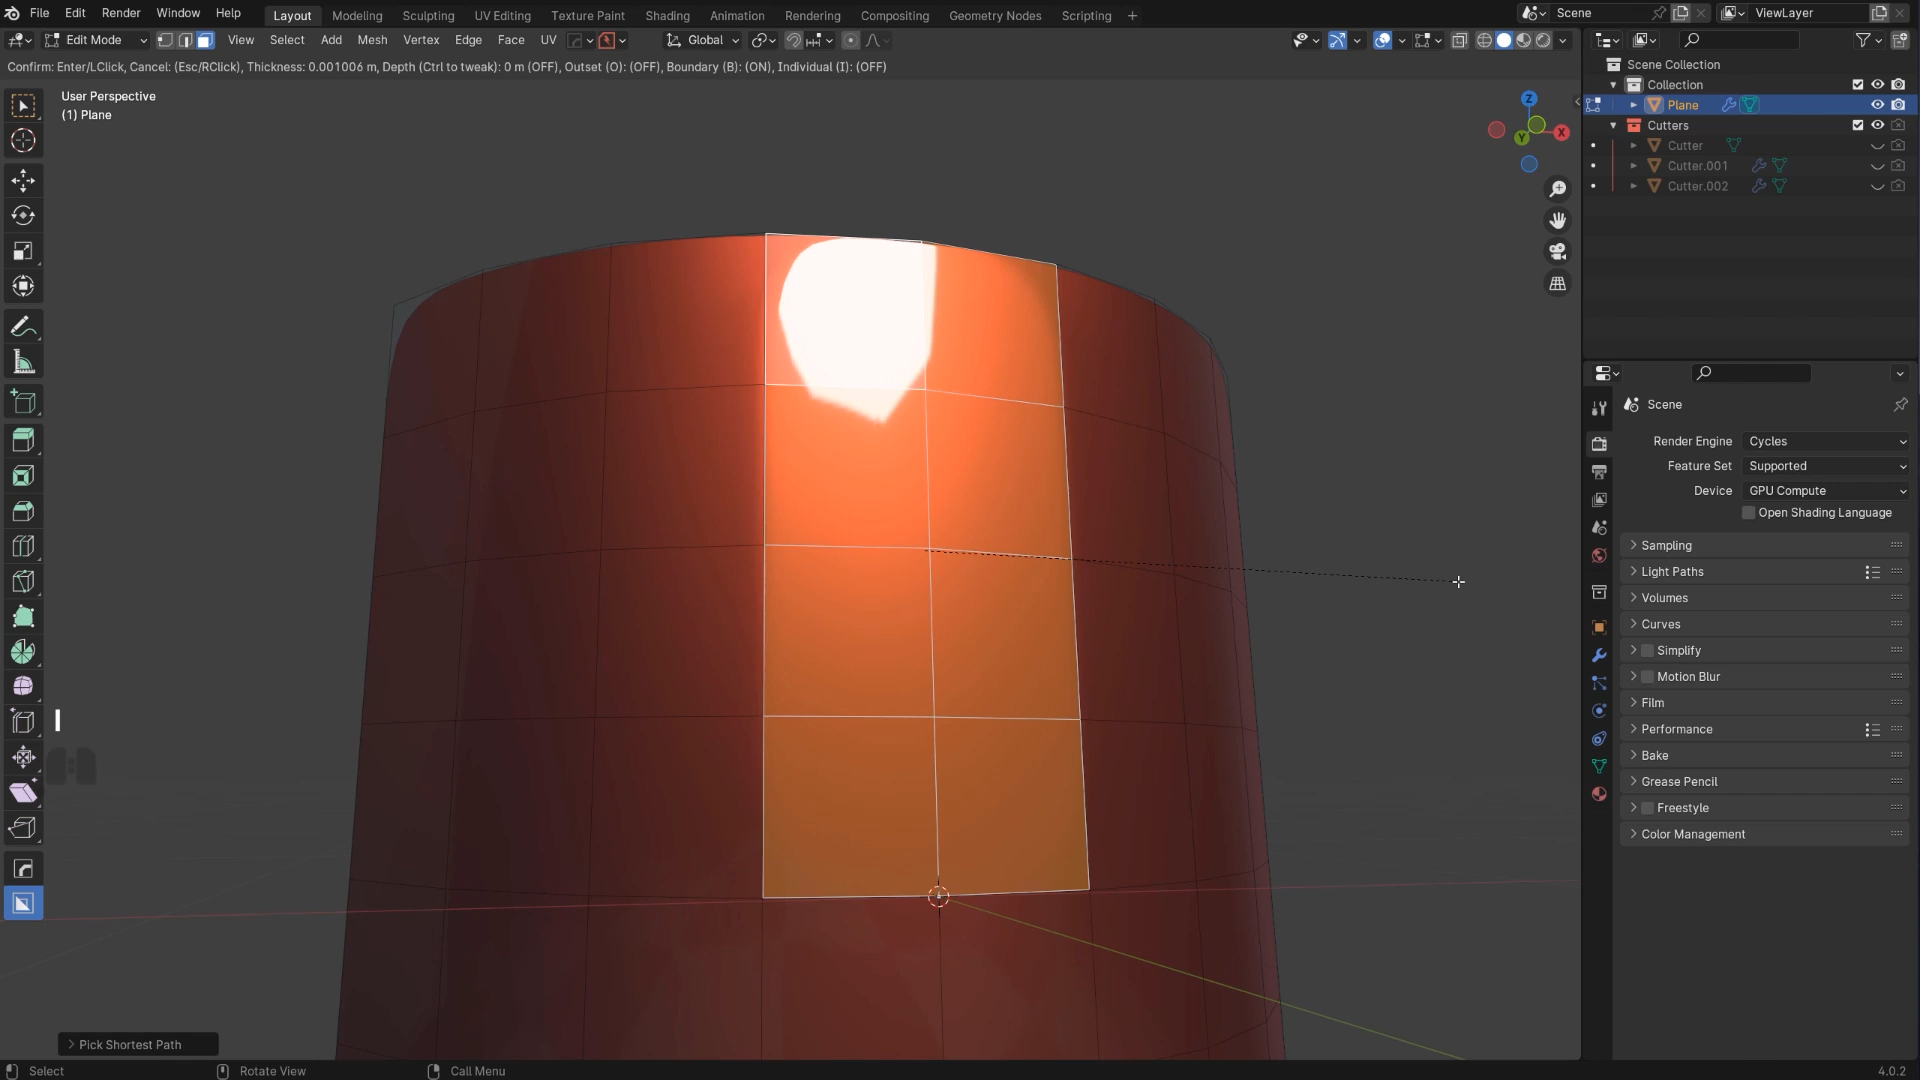 File Edit Render Window Help Layout Modeling Sculpting UV Editing Texture Paint Shading Animation Rendering Compositing Geometry Nodes Scripting + Scene ViewLayer
Edit Mode View Select Add Mesh Vertex Edge Face UV Global
Confirm: Enter/LClick, Cancel: (Esc/RClick), Thickness: 0.001006 m, Depth (Ctrl to tweak): 0 m (OFF), Outset (O): (OFF), Boundary (B): (ON), Individual (I): (OFF)
User Perspective
(1) Plane
Z
X
Y
Scene Collection
Collection
Plane
Cutters
Cutter
Cutter.001
Cutter.002
Scene
Render Engine Cycles
Feature Set Supported
Device GPU Compute
Open Shading Language
Sampling
Light Paths
Volumes
Curves
Simplify
Motion Blur
Film
Performance
Bake
Grease Pencil
Freestyle
Color Management
I
Pick Shortest Path
Select Rotate View Call Menu 4.0.2